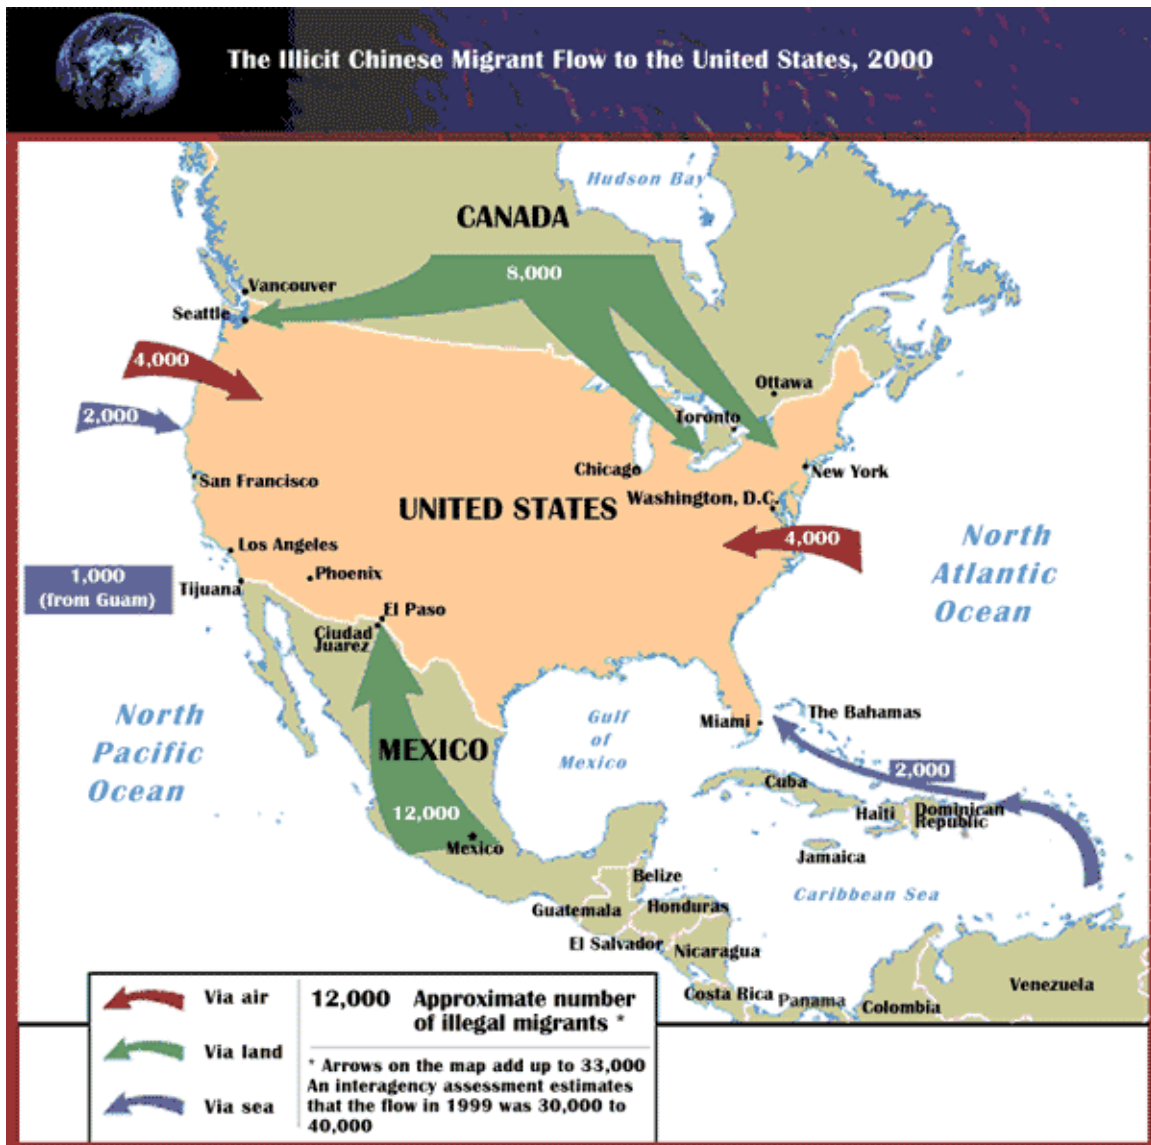 The Illicit Chinese Migrant Flow to the United States, 2000
Hudson Bay
CANADA
8,000
Vancouver
Seattle
4,000
2,000
Ottawa
Toronto
Chicago
New York
San Francisco
UNITED STATES
Washington, D.C.
4,000
Los Angeles
Phoenix
1,000
(from Guam)
Tijuana
El Paso
Ciudad
Juarez
North
Atlantic
Ocean
North
Pacific
Ocean
Gulf
of
Mexico
Miami
The Bahamas
MEXICO
2,000
Cuba
12,000
Haiti
Dominican
Republic
Mexico
Jamaica
Belize
Caribbean Sea
Guatemala
Honduras
El Salvador
Nicaragua
Costa Rica
Panama
Colombia
Venezuela
Via air
Via land
Via sea
12,000 Approximate number
of illegal migrants *
* Arrows on the map add up to 33,000
An interagency assessment estimates
that the flow in 1999 was 30,000 to
40,000